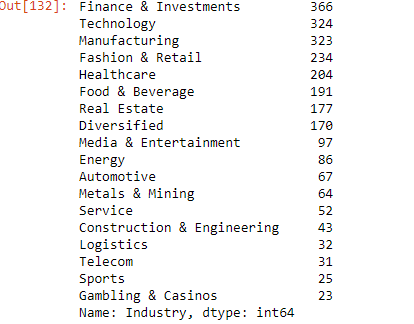 Out[132]: Finance & Investments 366
Technology 324
Manufacturing 323
Fashion & Retail 234
Healthcare 204
Food & Beverage 191
Real Estate 177
Diversified 170
Media & Entertainment 97
Energy 86
Automotive 67
Metals & Mining 64
Service 52
Construction & Engineering 43
Logistics 32
Telecom 31
Sports 25
Gambling & Casinos 23
Name: Industry, dtype: int64